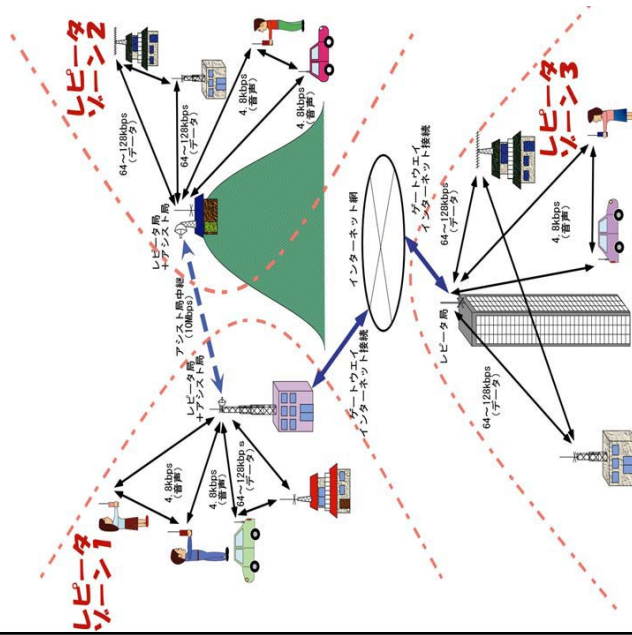 レピータ
ゾーン1
4.8kbps
(音声)
4.8kbps
(音声)
64～128kbps
(データ)
レピータ局
+アシスト局
アシスト局中継
(10Mbps)
レピータ局
+アシスト局
レピータ
ゾーン2
64～128kbps
(データ)
64～128kbps
(データ)
4.8kbps
(音声)
4.8kbps
(音声)
ゲートウエイ
インターネット接続
インターネット網
ゲートウエイ
インターネット接続
レピータ
ゾーン3
レピータ局
64～128kbps
(データ)
4.8kbps
(音声)
64～128kbps
(データ)